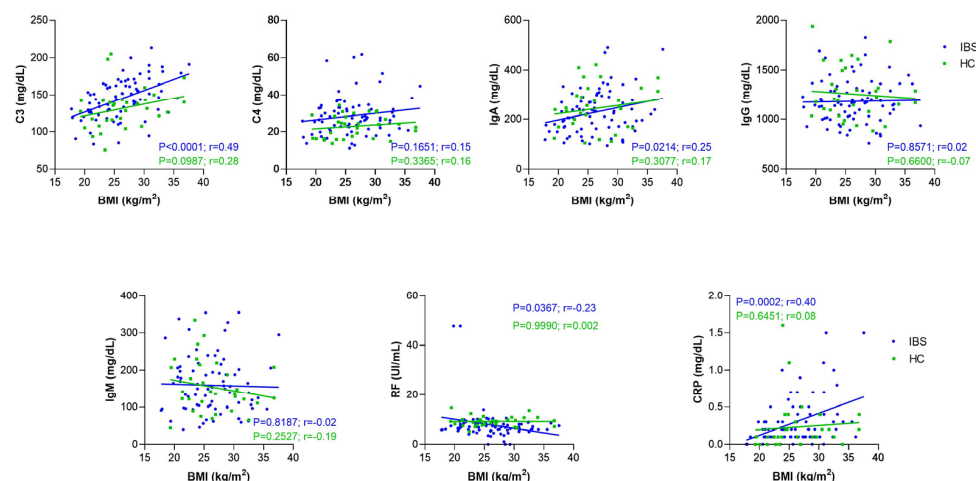 250
200
150
100
50
C3 (mg/dL)
P<0.0001; r=0.49
P=0.0987; r=0.28
15 20 25 30 35 40
BMI (kg/m²)
80
60
40
20
0
C4 (mg/dL)
P=0.1651; r=0.15
P=0.3365; r=0.16
15 20 25 30 35 40
BMI (kg/m²)
600
400
200
0
IgA (mg/dL)
P=0.0214; r=0.25
P=0.3077; r=0.17
15 20 25 30 35 40
BMI (kg/m²)
2000
1500
1000
500
IgG (mg/dL)
P=0.8571; r=0.02
P=0.6600; r=-0.07
15 20 25 30 35 40
BMI (kg/m²)
IBS
HC
400
300
200
100
0
IgM (mg/dL)
P=0.8187; r=-0.02
P=0.2527; r=-0.19
15 20 25 30 35 40
BMI (kg/m²)
60
40
20
0
RF (UI/mL)
P=0.0367; r=-0.23
P=0.9990; r=0.002
15 20 25 30 35 40
BMI (kg/m²)
2.0
1.5
1.0
0.5
0.0
CRP (mg/dL)
P=0.0002; r=0.40
P=0.6451; r=0.08
15 20 25 30 35 40
BMI (kg/m²)
IBS
HC